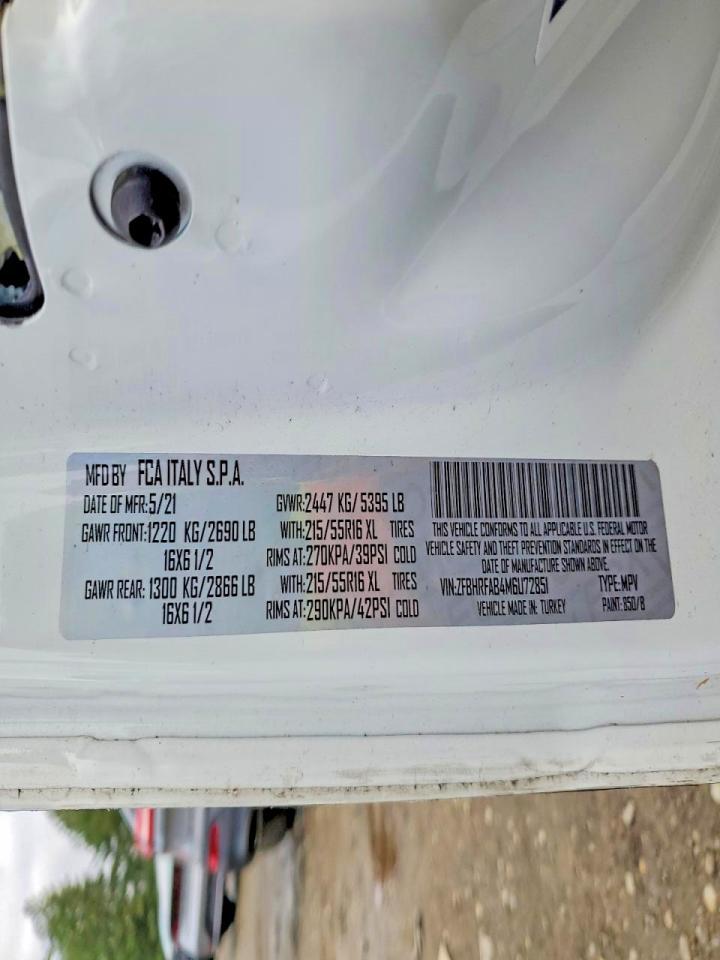 MFD BY FCA ITALY S.P.A.
DATE OF MFR:5/21 GVWR:2447 KG/5395 LB
GAWR FRONT:1220 KG/2690 LB WITH:215/55R16 XL TIRES
16X6 1/2 RIMS AT:270KPA/39PSI COLD
GAWR REAR:1300 KG/2866 LB WITH:215/55R16 XL TIRES
16X6 1/2 RIMS AT:290KPA/42PSI COLD
THIS VEHICLE CONFORMS TO ALL APPLICABLE U.S. FEDERAL MOTOR
VEHICLE SAFETY AND THEFT PREVENTION STANDARDS IN EFFECT ON THE
DATE OF MANUFACTURE SHOWN ABOVE.
VIN:ZFBHRFAB4M6U72851 TYPE:MPV
VEHICLE MADE IN: TURKEY PAINT:850/B